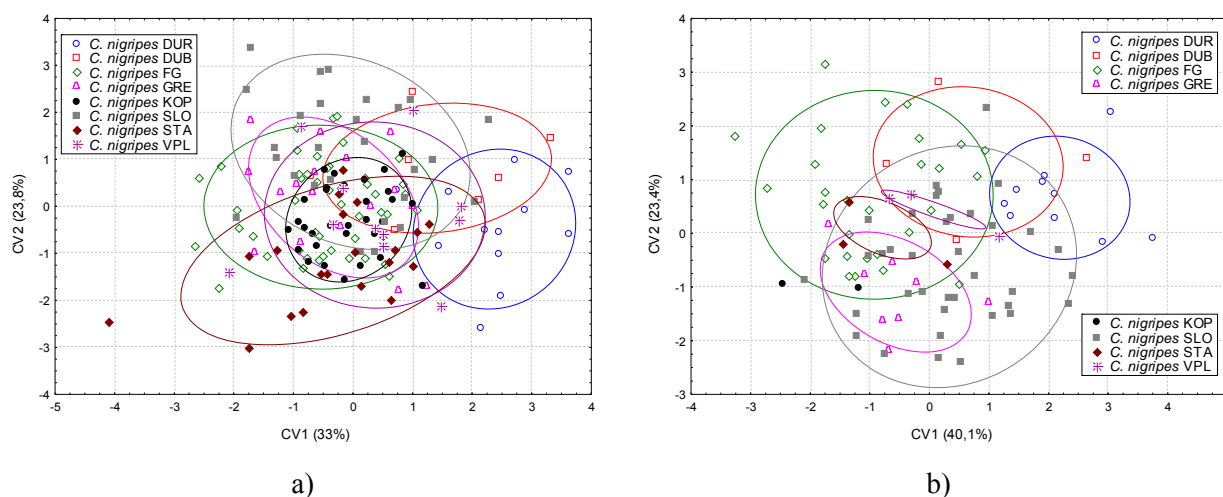 4
3
2
1
0
-1
-2
-3
-4
CV2 (23,8%)
-5 -4 -3 -2 -1 0 1 2 3 4
CV1 (33%)
C. nigripes DUR
C. nigripes DUB
C. nigripes FG
C. nigripes GRE
C. nigripes KOP
C. nigripes SLO
C. nigripes STA
C. nigripes VPL
a)
4
3
2
1
0
-1
-2
-3
CV2 (23,4%)
-4 -3 -2 -1 0 1 2 3 4
CV1 (40,1%)
C. nigripes DUR
C. nigripes DUB
C. nigripes FG
C. nigripes GRE
C. nigripes KOP
C. nigripes SLO
C. nigripes STA
C. nigripes VPL
b)